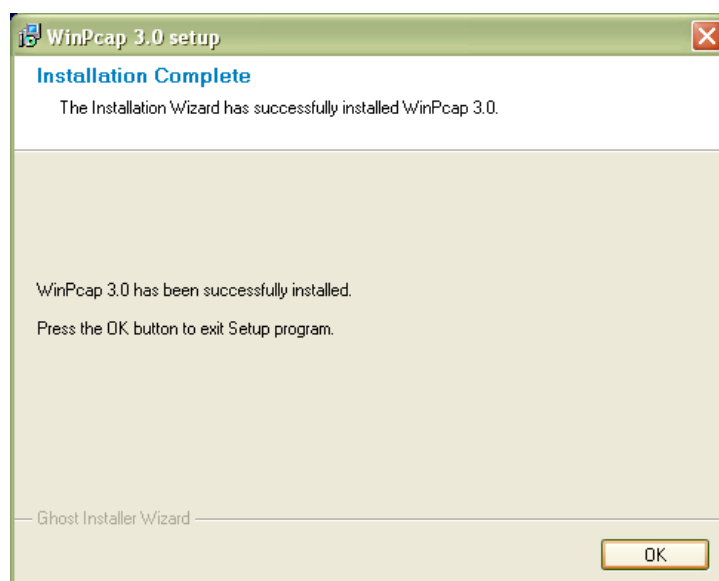 WinPcap 3.0 setup
Installation Complete
The Installation Wizard has successfully installed WinPcap 3.0.
WinPcap 3.0 has been successfully installed.
Press the OK button to exit Setup program.
Ghost Installer Wizard
OK